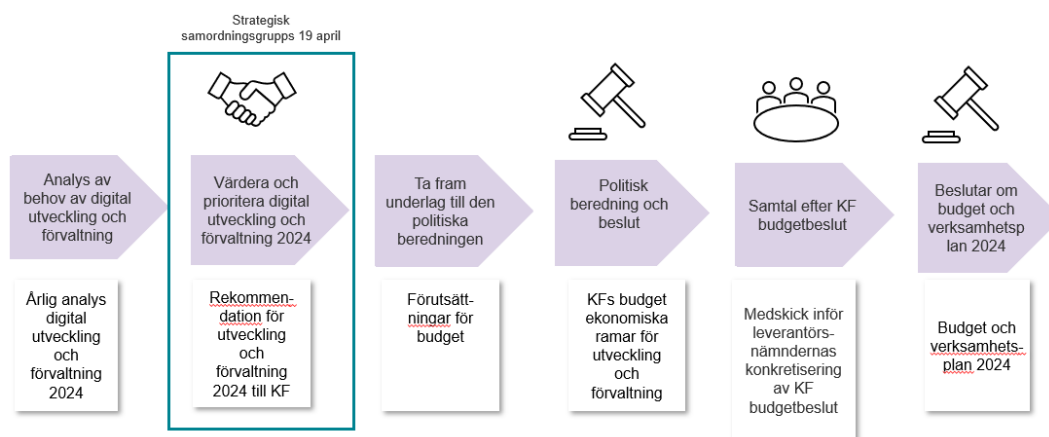 Strategisk
samordningsgrupps 19 april
Analys av
behov av digital
utveckling och
förvaltning
Värdera och
prioritera digital
utveckling och
förvaltning 2024
Ta fram
underlag till den
politiska
beredningen
Politisk
beredning och
beslut
Samtal efter KF
budgetbeslut
Beslutar om
budget och
verksamhetsp
lan 2024
Årlig analys
digital
utveckling
och
förvaltning
2024
Rekommen-
dation för
utveckling
och
förvaltning
2024 till KF
Förutsätt-
ningar för
budget
KFs budget
ekonomiska
ramar för
utveckling
och
förvaltning
Medskick inför
leverantörs-
nämndernas
konkretisering
av KF
budgetbeslut
Budget och
verksamhets-
plan 2024